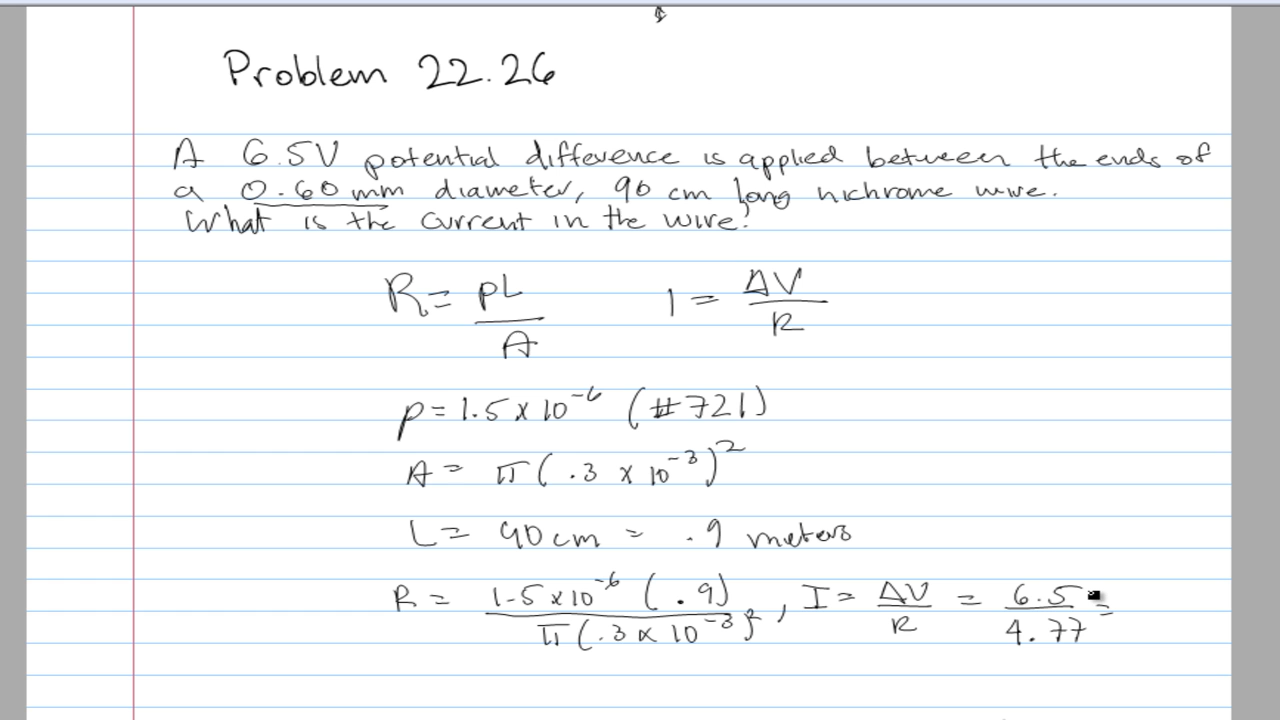 Problem 22.26
A 6.5V potential difference is applied between the ends of
a 0.60 mm diameter, 90 cm long nichrome wire.
What is the current in the wire?
R = ρL / A    I = ΔV / R
ρ = 1.5 x 10⁻⁶ (#721)
A = π(.3 x 10⁻³)²
L = 90cm = .9 meters
R = 1.5 x 10⁻⁶ (.9) / π(.3 x 10⁻³)², I = ΔV / R = 6.5 / 4.77 =